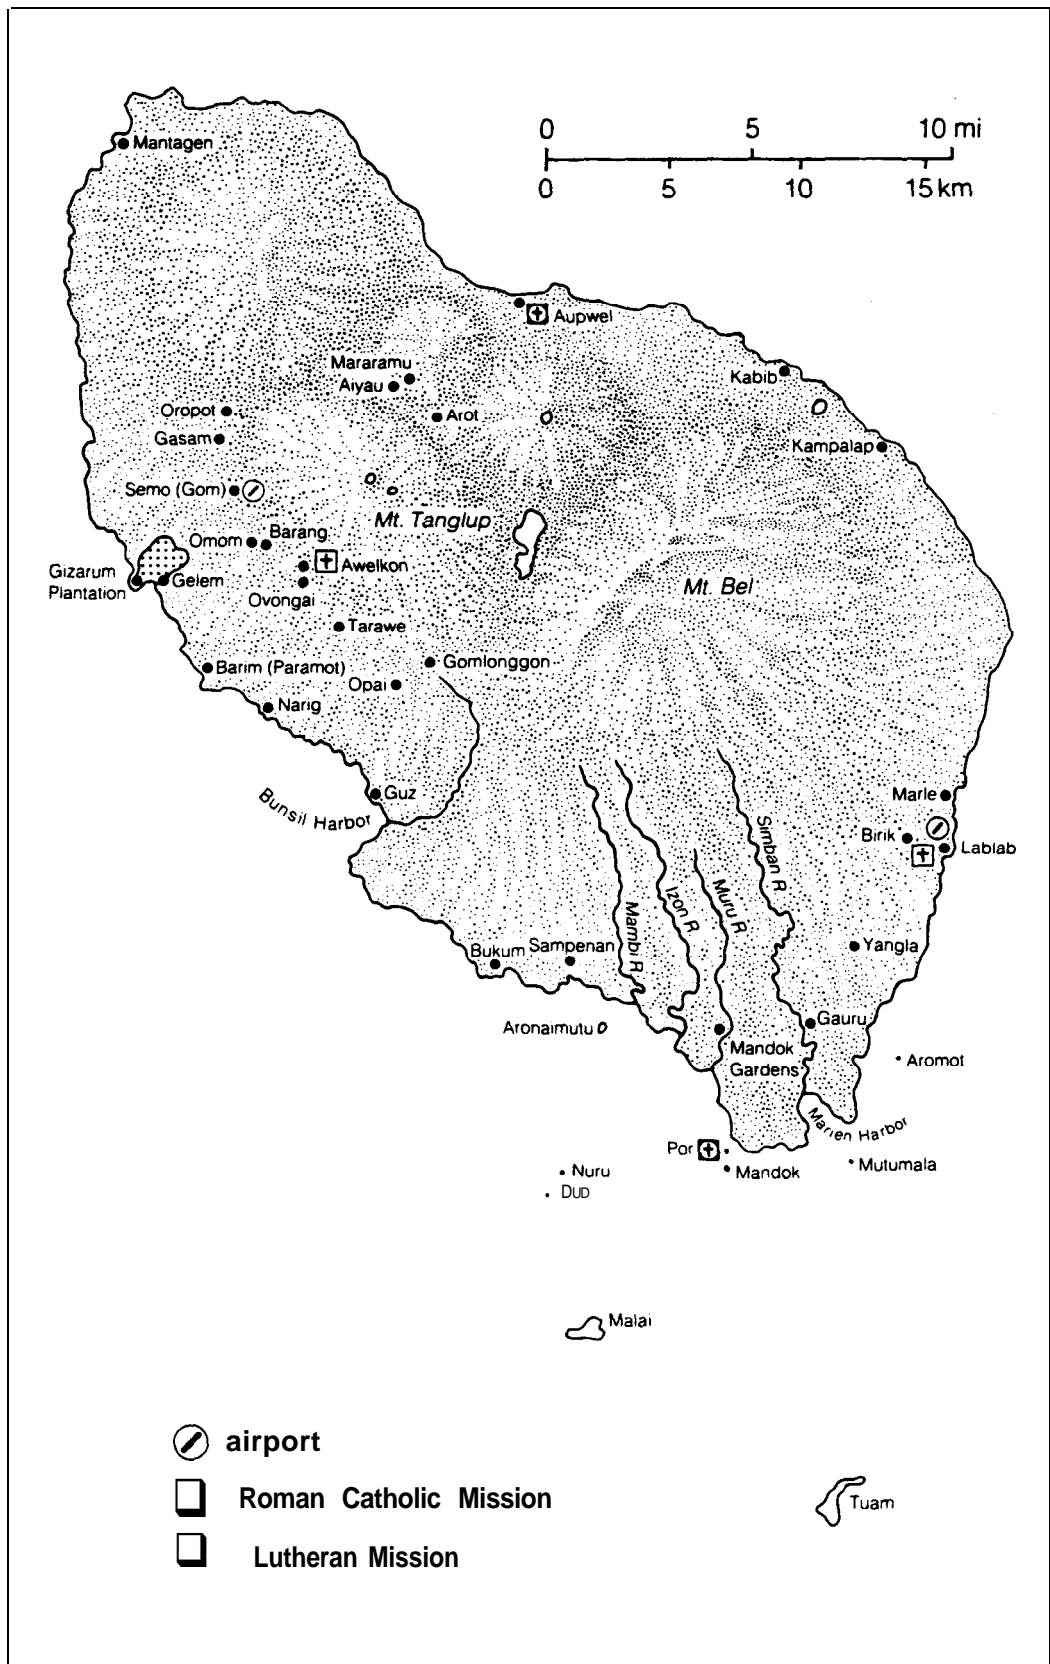 0 5 10 mi
0 5 10 15 km
Mantagen
Aupwel
Mararamu
Aiyau
Kabib
Oropot
Arot
Gasam
Kampalap
Semo (Gom)
Mt. Tanglup
Omom
Barang
Awelkon
Gizarum
Plantation
Gelem
Mt. Bel
Ovongai
Tarawe
Barim (Paramot)
Gomlonggon
Opai
Narig
Guz
Bunsil Harbor
Marle
Birik
Lablab
Simban R
Muru R
Izon R
Mambi R
Bukum
Sampenan
Yangla
Aronaimutu
Gauru
Mandok
Gardens
Aromot
Marien Harbor
Por
Mandok
Mutumala
Nuru
DUD
Malai
airport
Roman Catholic Mission
Tuam
Lutheran Mission